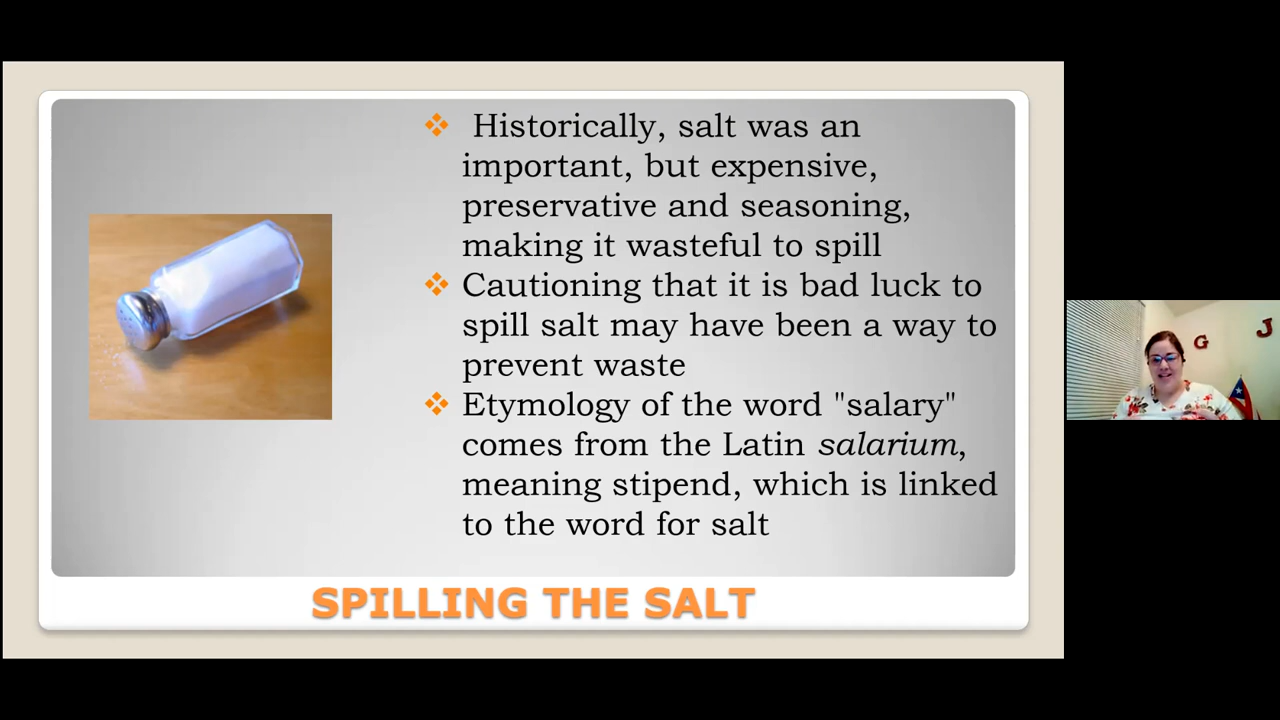 Historically, salt was an
important, but expensive,
preservative and seasoning,
making it wasteful to spill
Cautioning that it is bad luck to
spill salt may have been a way to
prevent waste
Etymology of the word "salary"
comes from the Latin salarium,
meaning stipend, which is linked
to the word for salt
SPILLING THE SALT
G
J